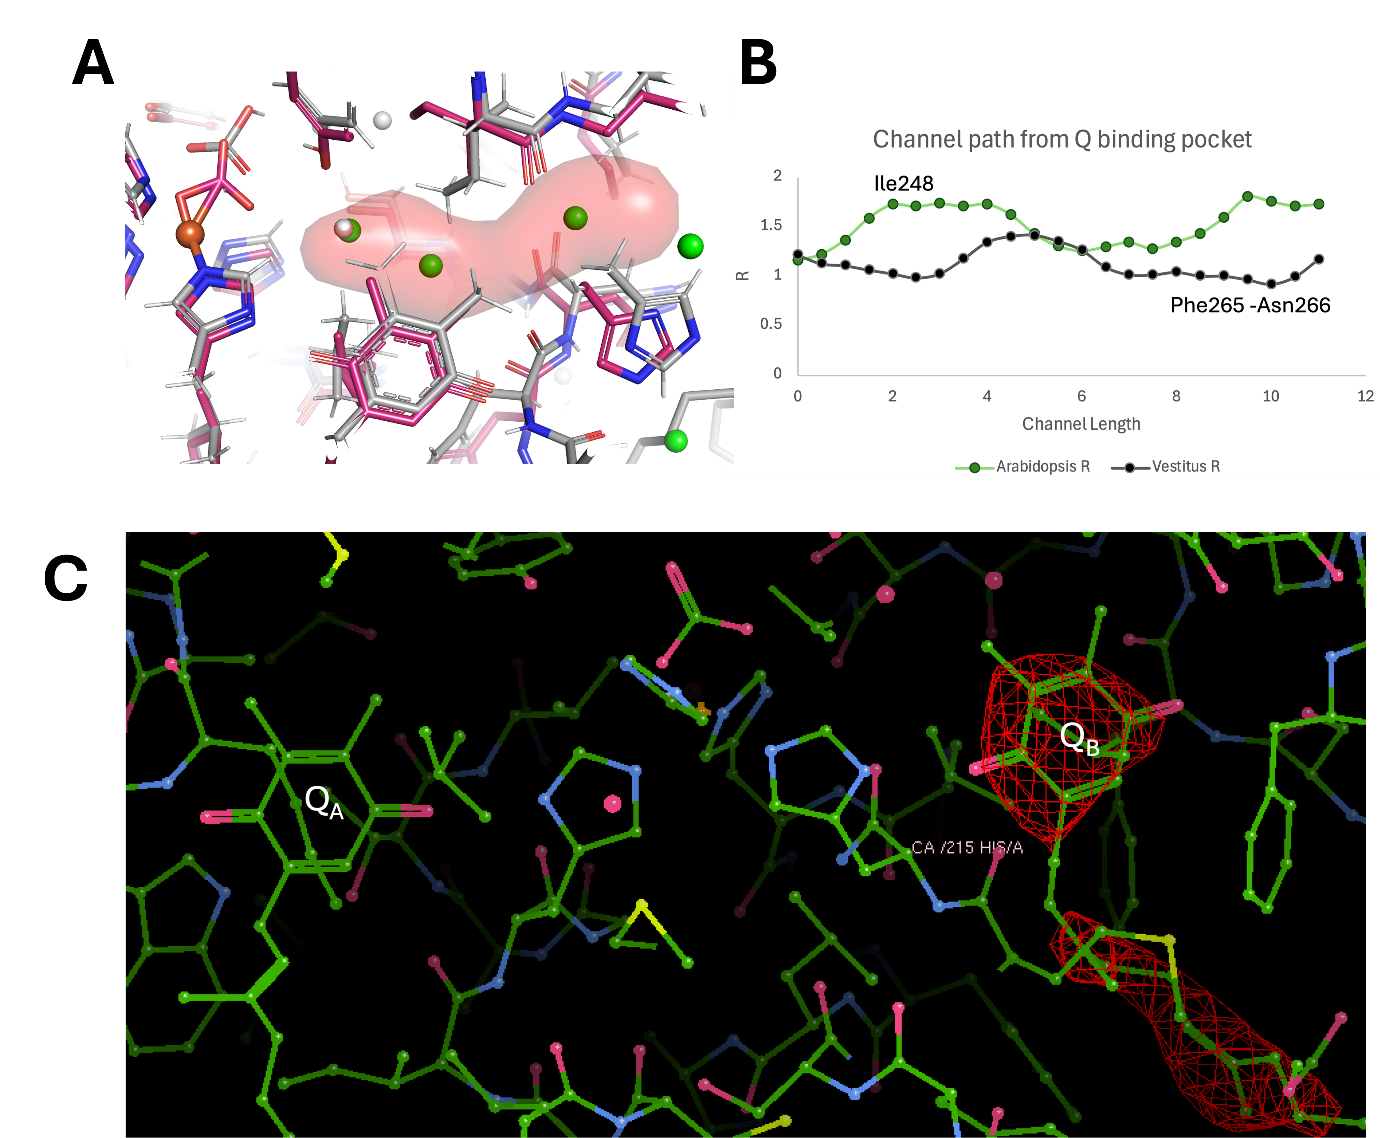 A
B
Channel path from Q binding pocket
2
1.5
1
0.5
0
R
Ile248
Phe265 -Asn266
0
2
4
6
8
10
12
Channel Length
Arabidopsis R
Vestitus R
C
QA
QB
CA /215 HIS/A